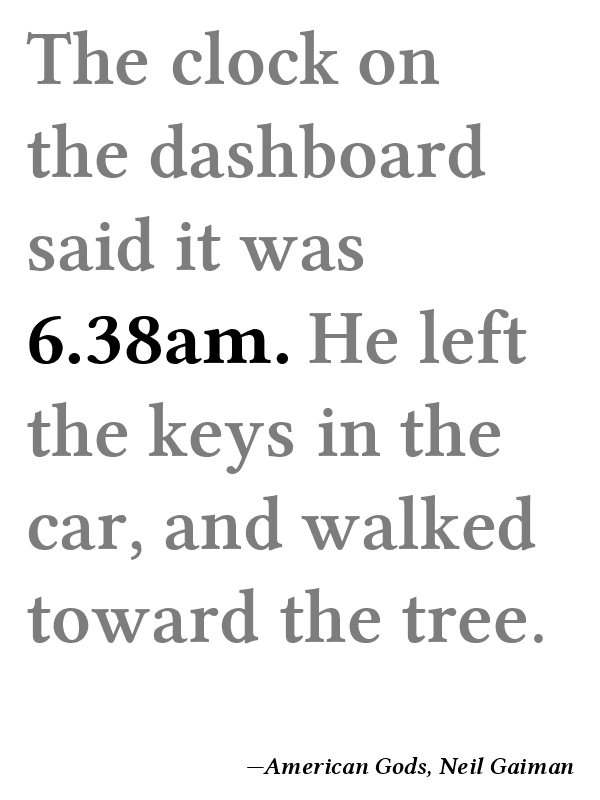 The clock on
the dashboard
said it was
6.38am. He left
the keys in the
car, and walked
toward the tree.
—American Gods, Neil Gaiman